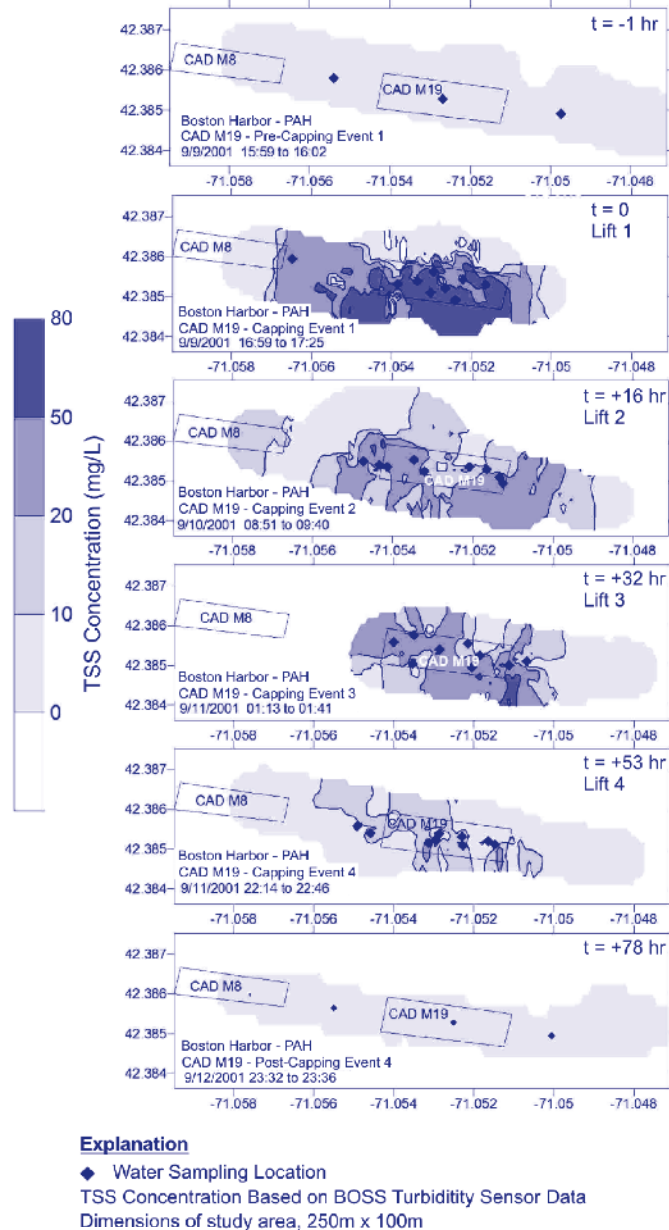 42.387
42.386
42.385
42.384
CAD M8
CAD M19
t = -1 hr
Boston Harbor - PAH
CAD M19 - Pre-Capping Event 1
9/9/2001 15:59 to 16:02
-71.058 -71.056 -71.054 -71.052 -71.05 -71.048
42.387
42.386
42.385
42.384
CAD M8
t = 0
Lift 1
Boston Harbor - PAH
CAD M19 - Capping Event 1
9/9/2001 16:59 to 17:25
-71.058 -71.056 -71.054 -71.052 -71.05 -71.048
42.387
42.386
42.385
42.384
CAD M8
CAD M19
t = +16 hr
Lift 2
Boston Harbor - PAH
CAD M19 - Capping Event 2
9/10/2001 08:51 to 09:40
-71.058 -71.056 -71.054 -71.052 -71.05 -71.048
42.387
42.386
42.385
42.384
CAD M8
CAD M19
t = +32 hr
Lift 3
Boston Harbor - PAH
CAD M19 - Capping Event 3
9/11/2001 01:13 to 01:41
-71.058 -71.056 -71.054 -71.052 -71.05 -71.048
42.387
42.386
42.385
42.384
CAD M8
CAD M19
t = +53 hr
Lift 4
Boston Harbor - PAH
CAD M19 - Capping Event 4
9/11/2001 22:14 to 22:46
-71.058 -71.056 -71.054 -71.052 -71.05 -71.048
42.387
42.386
42.385
42.384
CAD M8
CAD M19
t = +78 hr
Boston Harbor - PAH
CAD M19 - Post-Capping Event 4
9/12/2001 23:32 to 23:36
-71.058 -71.056 -71.054 -71.052 -71.05 -71.048
80
50
20
10
0
TSS Concentration (mg/L)
Explanation
Water Sampling Location
TSS Concentration Based on BOSS Turbiditity Sensor Data
Dimensions of study area, 250m x 100m